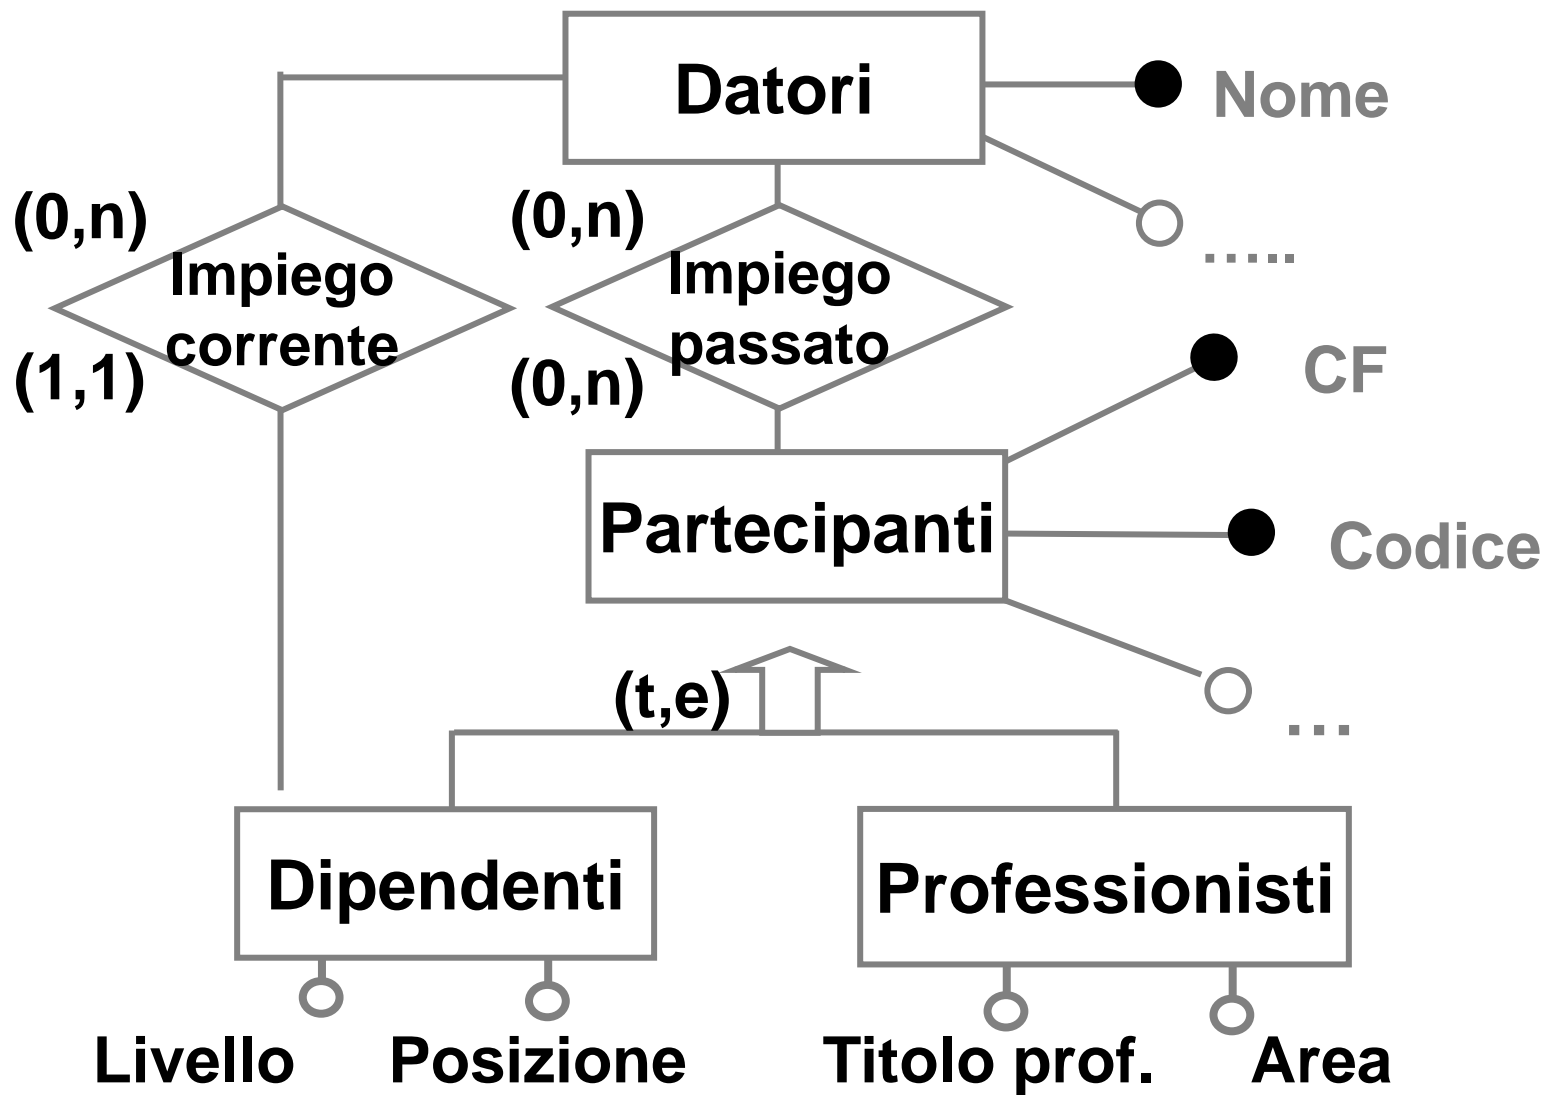 Datori
Nome
.....
(0,n)
(0,n)
Impiego
corrente
Impiego
passato
(1,1)
(0,n)
CF
Partecipanti
Codice
(t,e)
...
Dipendenti
Professionisti
Livello
Posizione
Titolo prof.
Area